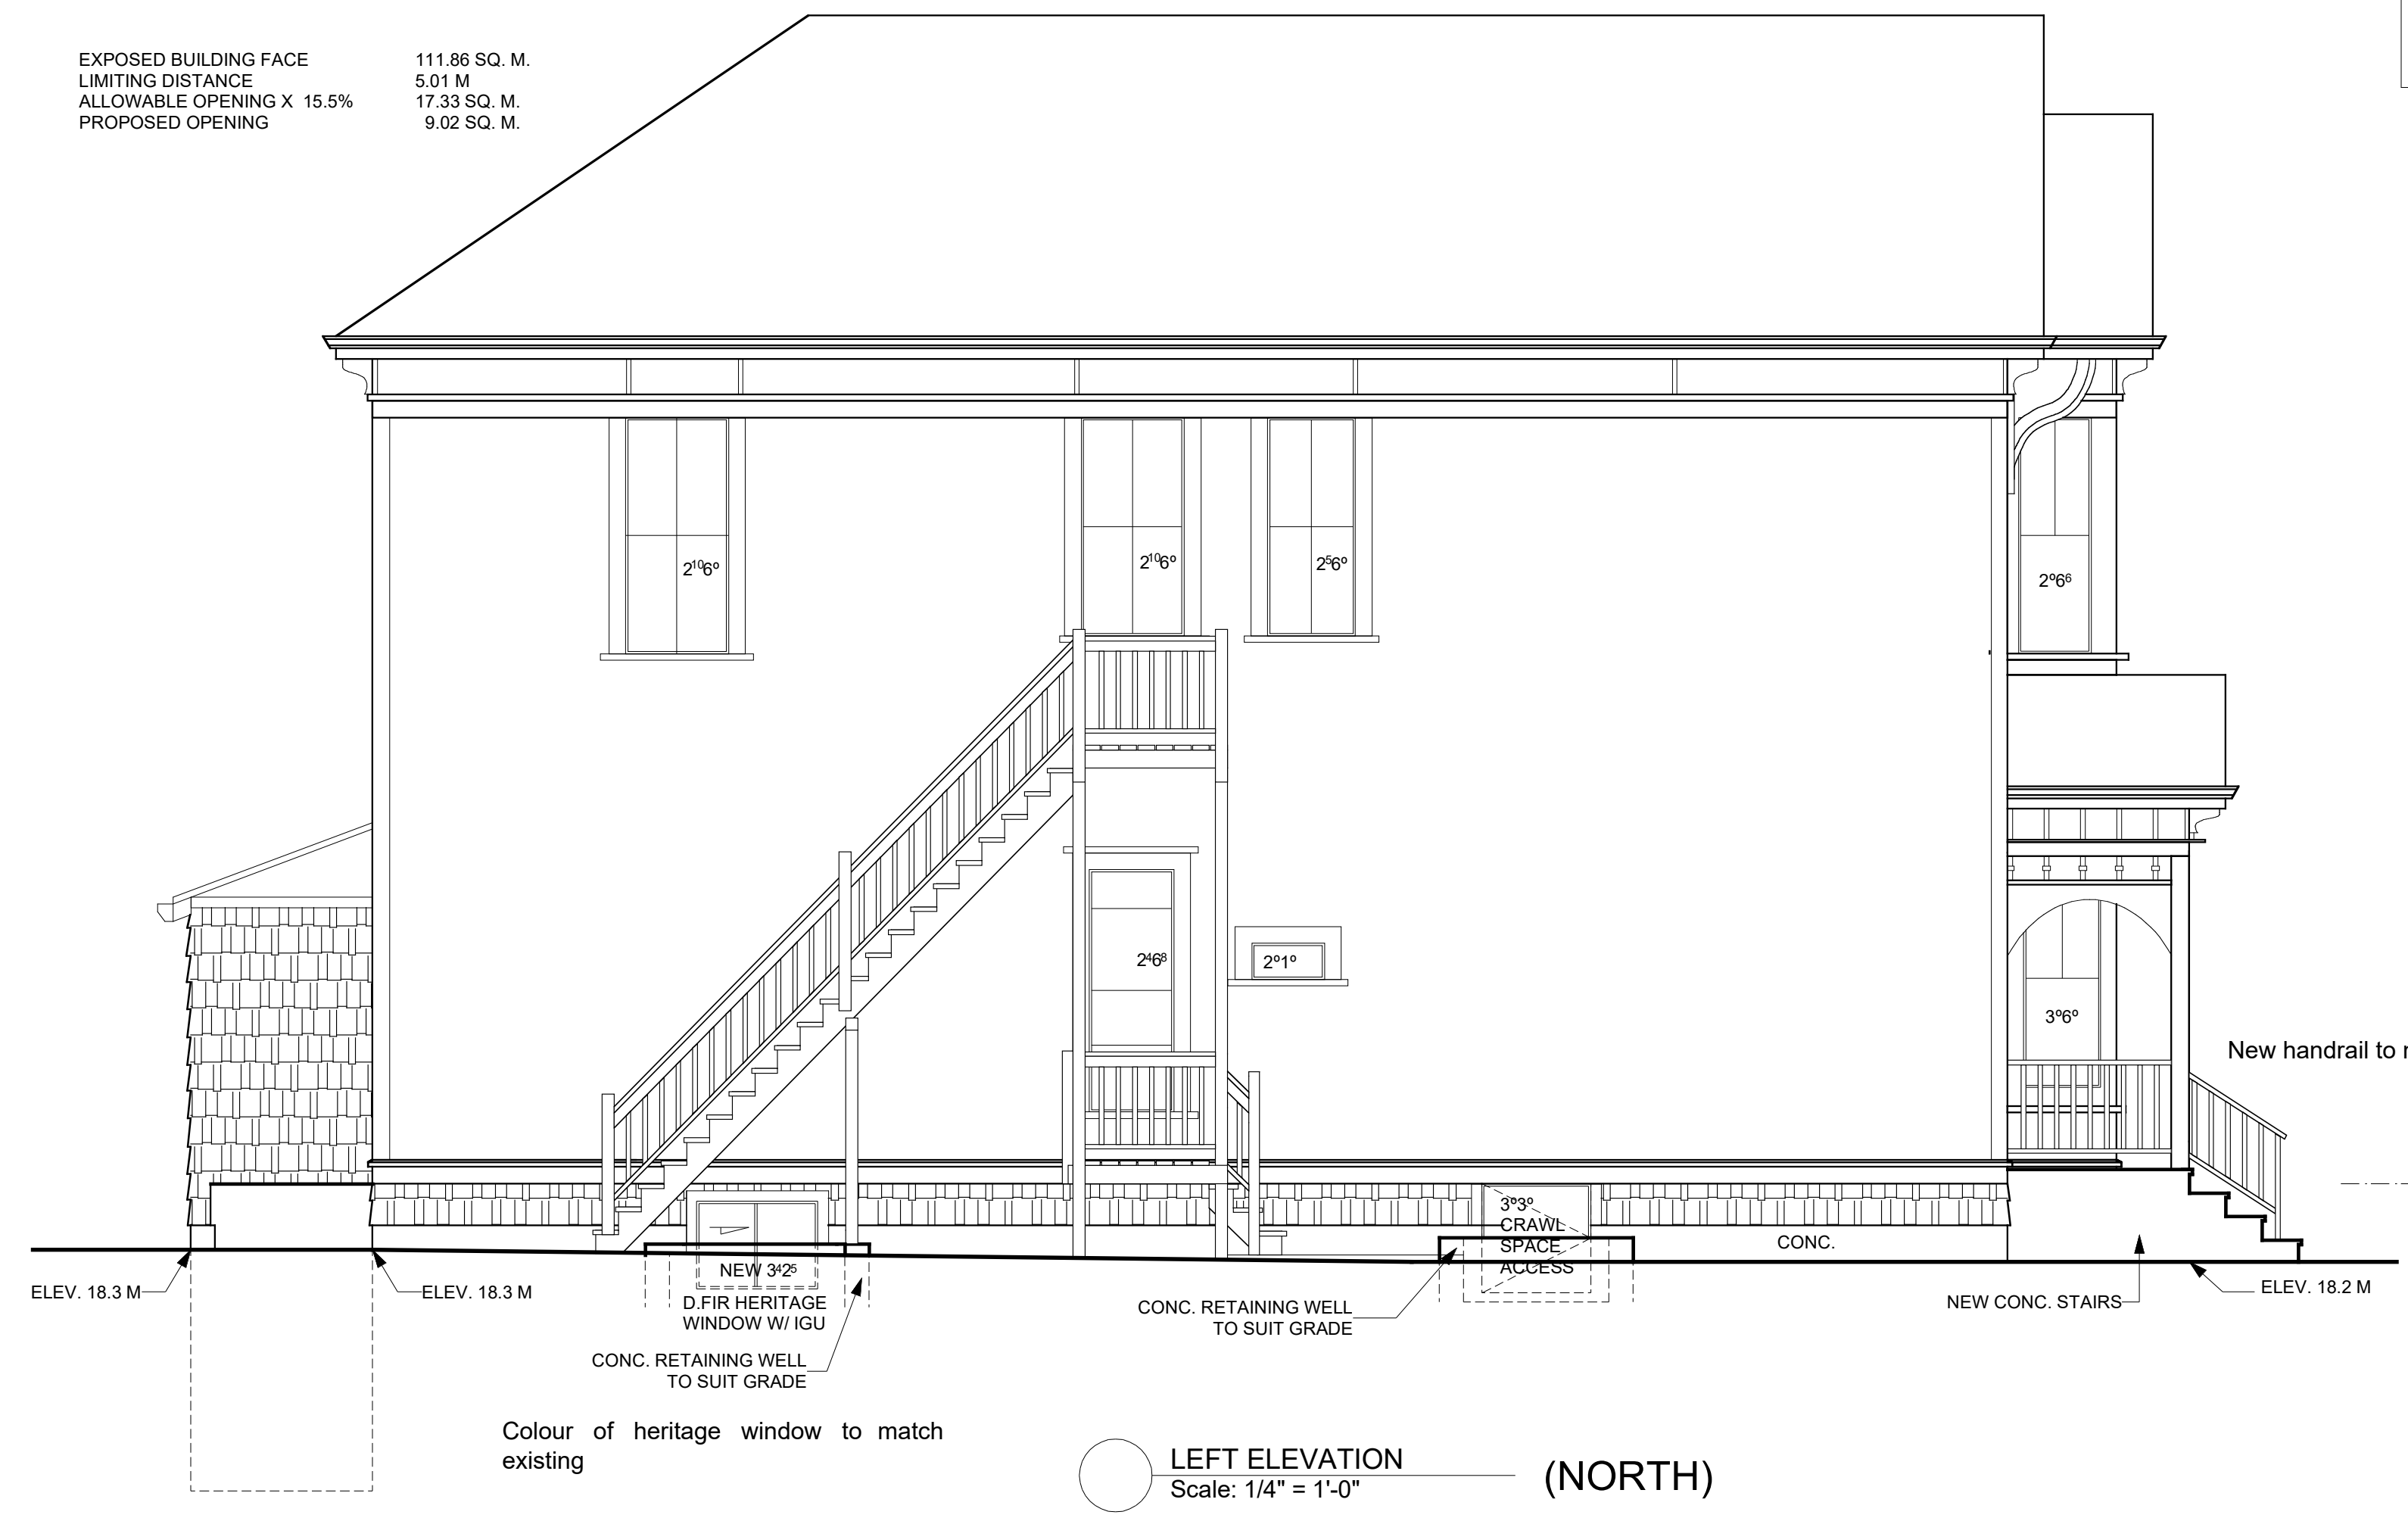 EXPOSED BUILDING FACE 111.86 SQ. M.
LIMITING DISTANCE 5.01 M
ALLOWABLE OPENING X 15.5% 17.33 SQ. M.
PROPOSED OPENING 9.02 SQ. M.
2¹⁰6⁰
2¹⁰6⁰
2⁵6⁰
2⁰6⁶
2⁴6⁸
2⁰1⁰
3⁰6⁰
New handrail to
3⁰3⁰
CRAWL
SPACE
ACCESS
CONC.
NEW 3⁴2⁵
D.FIR HERITAGE
WINDOW W/ IGU
ELEV. 18.3 M
ELEV. 18.3 M
CONC. RETAINING WELL
TO SUIT GRADE
CONC. RETAINING WELL
TO SUIT GRADE
NEW CONC. STAIRS
ELEV. 18.2 M
Colour of heritage window to match
existing
LEFT ELEVATION
Scale: 1/4" = 1'-0"
(NORTH)